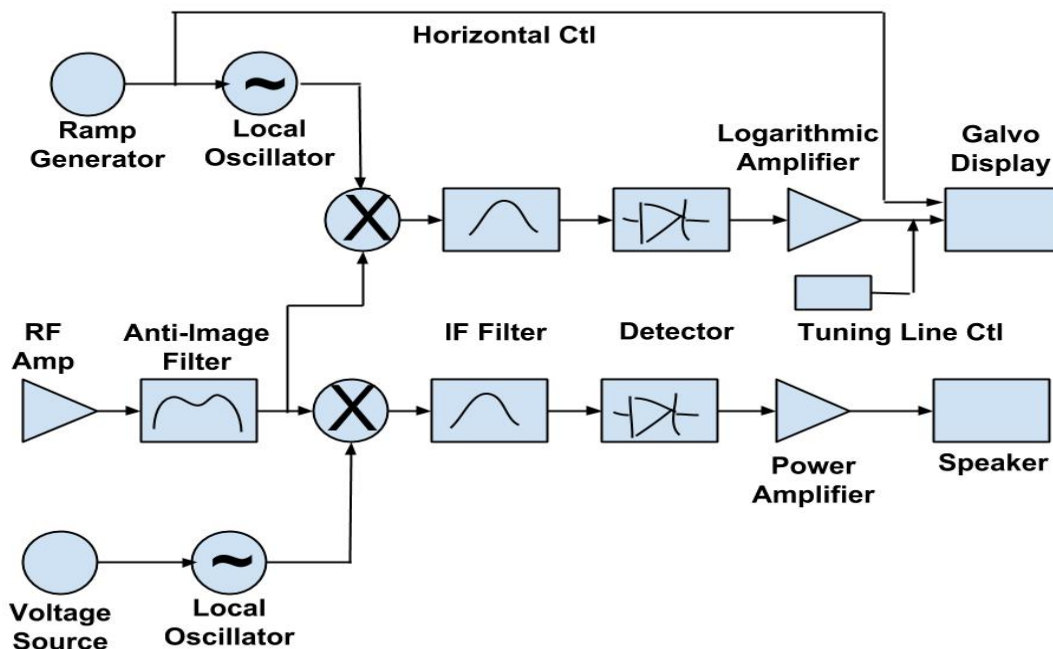 Horizontal Ctl
Ramp
Generator
Local
Oscillator
Logarithmic
Amplifier
Galvo
Display
X
RF
Amp
Anti-Image
Filter
IF Filter
Detector
Tuning Line Ctl
X
Power
Amplifier
Speaker
Voltage
Source
Local
Oscillator